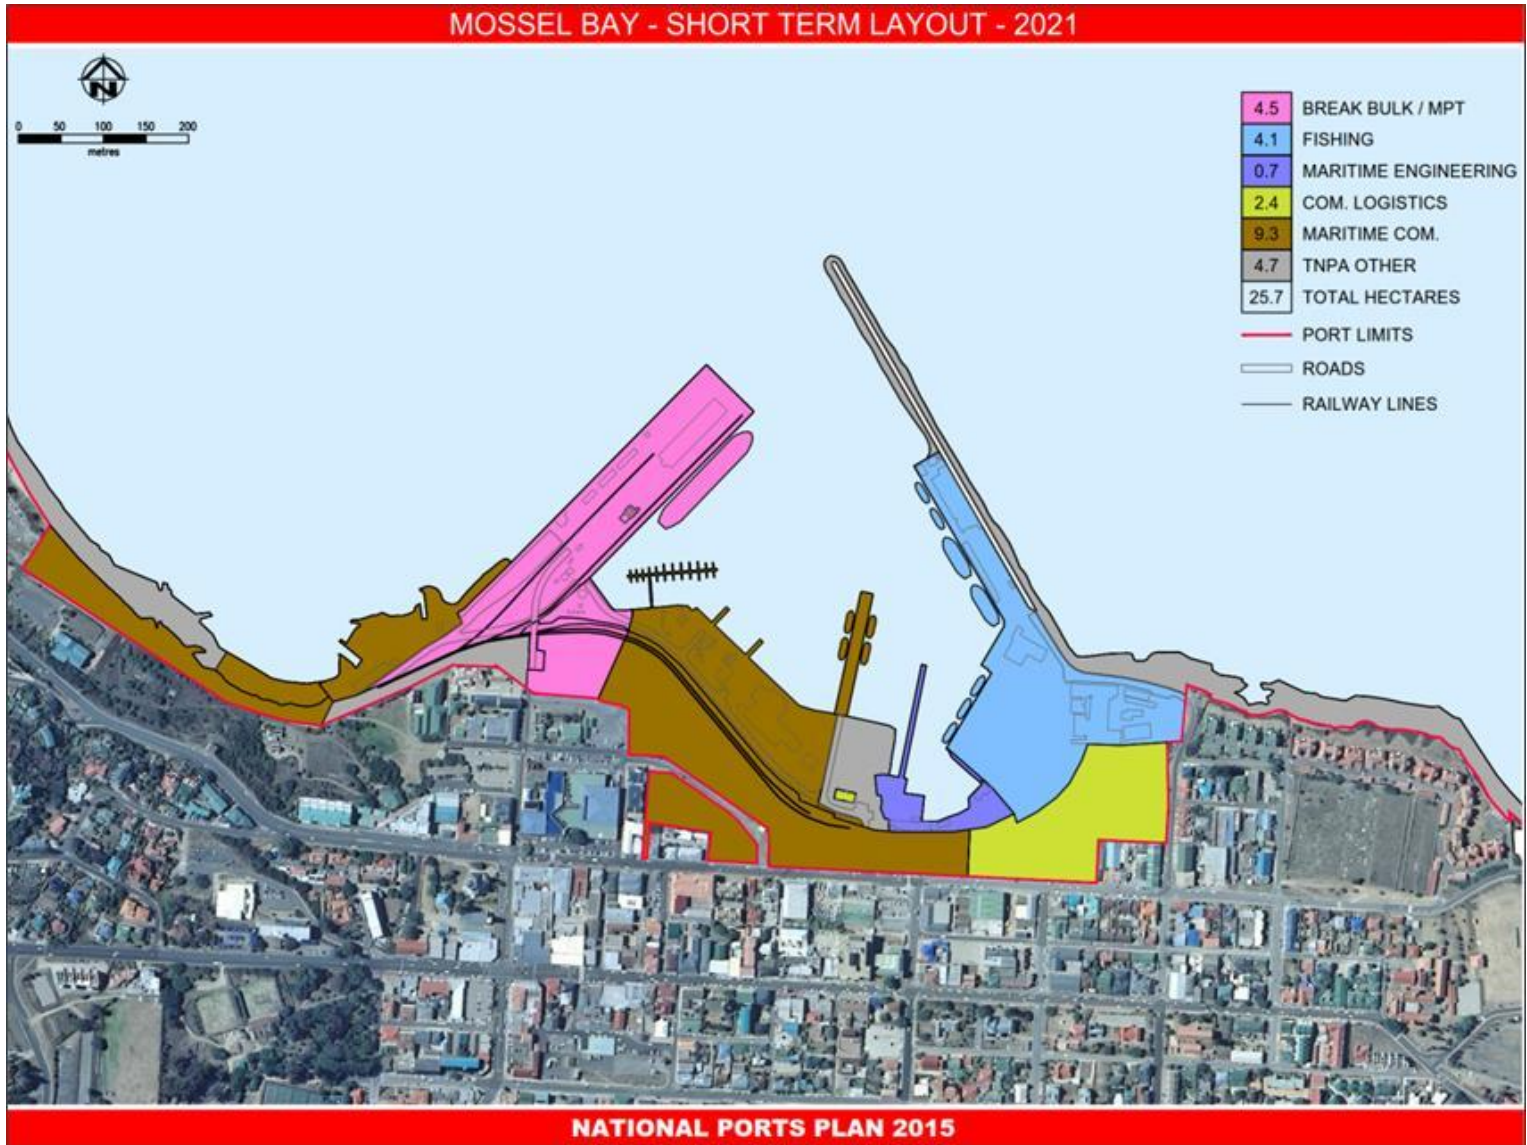 MOSSEL BAY - SHORT TERM LAYOUT - 2021
N
0 50 100 150 200
metres
4.5 BREAK BULK / MPT
4.1 FISHING
0.7 MARITIME ENGINEERING
2.4 COM. LOGISTICS
9.3 MARITIME COM.
4.7 TNPA OTHER
25.7 TOTAL HECTARES
PORT LIMITS
ROADS
RAILWAY LINES
NATIONAL PORTS PLAN 2015